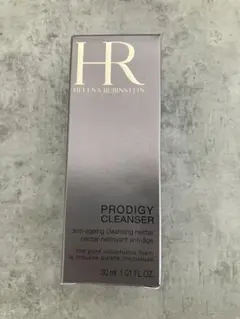 HR
HELENA RUBINSTEIN
PRODIGY
CLEANSER
anti-ageing cleansing nectar
nectar nettoyant anti-âge
30 ml 1.01 FL.OZ.